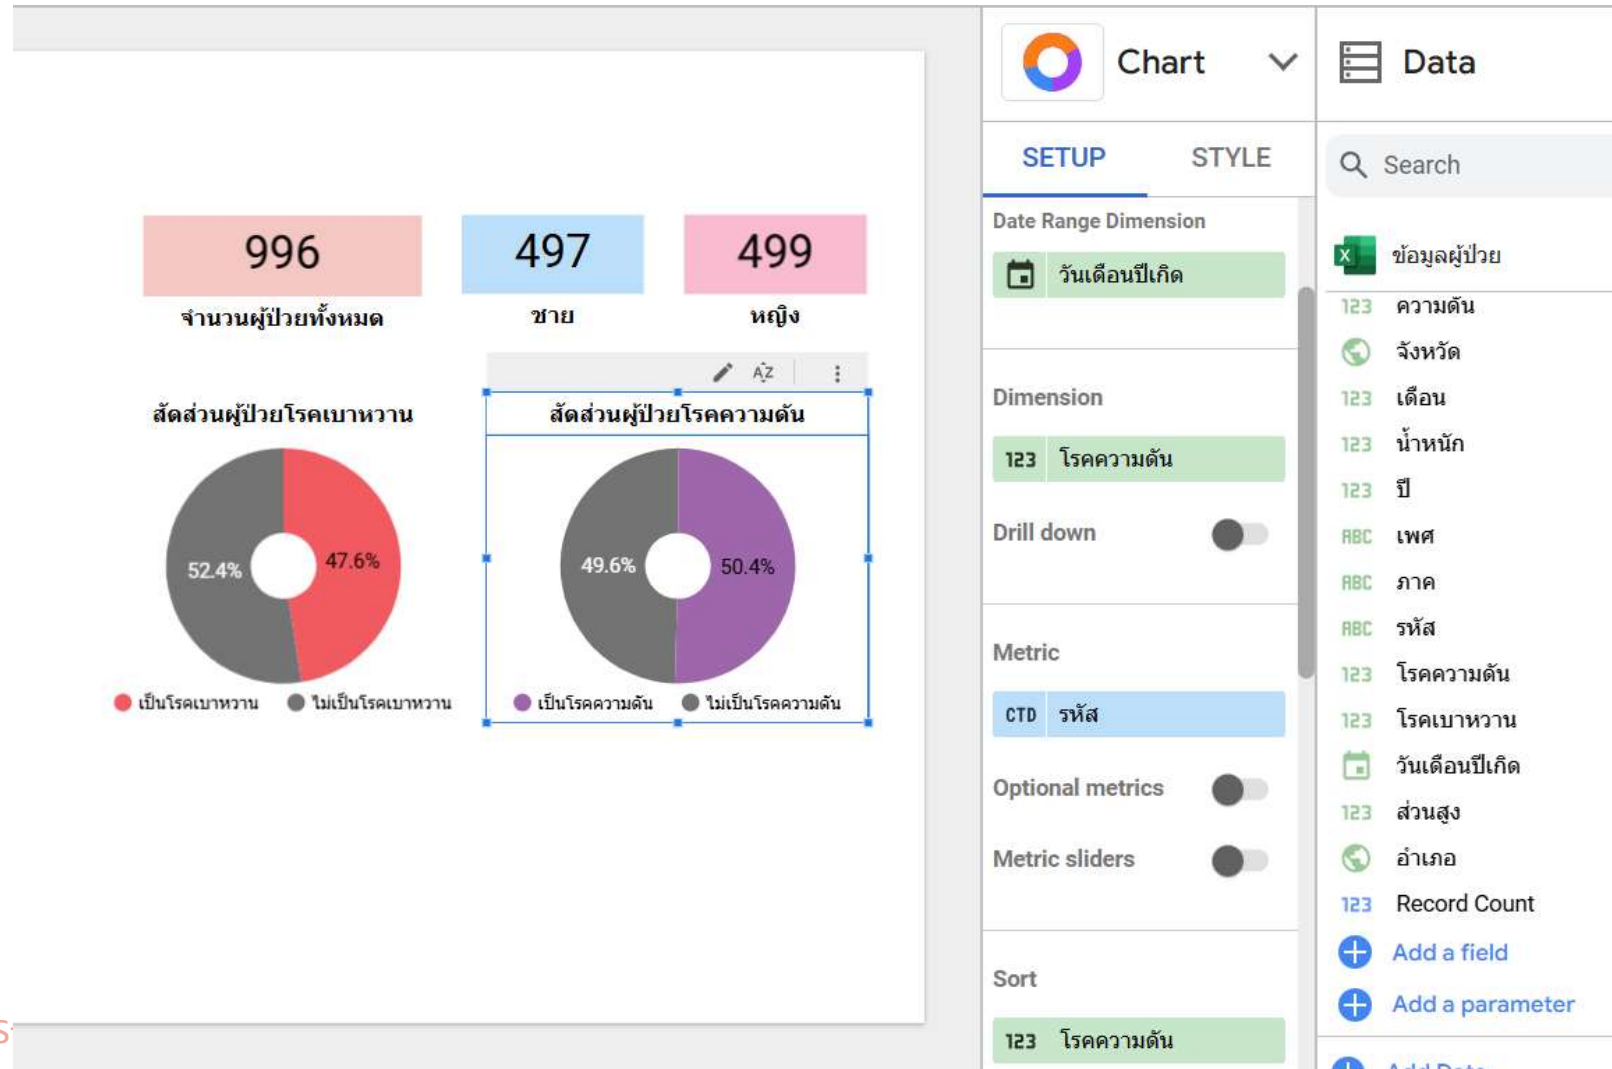 996
จำนวนผู้ป่วยทั้งหมด
497
ชาย
499
หญิง
สัดส่วนผู้ป่วยโรคเบาหวาน
52.4%
47.6%
เป็นโรคเบาหวาน ไม่เป็นโรคเบาหวาน
สัดส่วนผู้ป่วยโรคความดัน
49.6%
50.4%
เป็นโรคความดัน ไม่เป็นโรคความดัน
Chart
SETUP STYLE
Date Range Dimension
วันเดือนปีเกิด
Dimension
123 โรคความดัน
Drill down
Metric
CTD รหัส
Optional metrics
Metric sliders
Sort
123 โรคความดัน
Data
Search
ข้อมูลผู้ป่วย
123 ความดัน
จังหวัด
123 เดือน
123 น้ำหนัก
123 ปี
ABC เพศ
ABC ภาค
ABC รหัส
123 โรคความดัน
123 โรคเบาหวาน
วันเดือนปีเกิด
123 ส่วนสูง
อำเภอ
123 Record Count
Add a field
Add a parameter